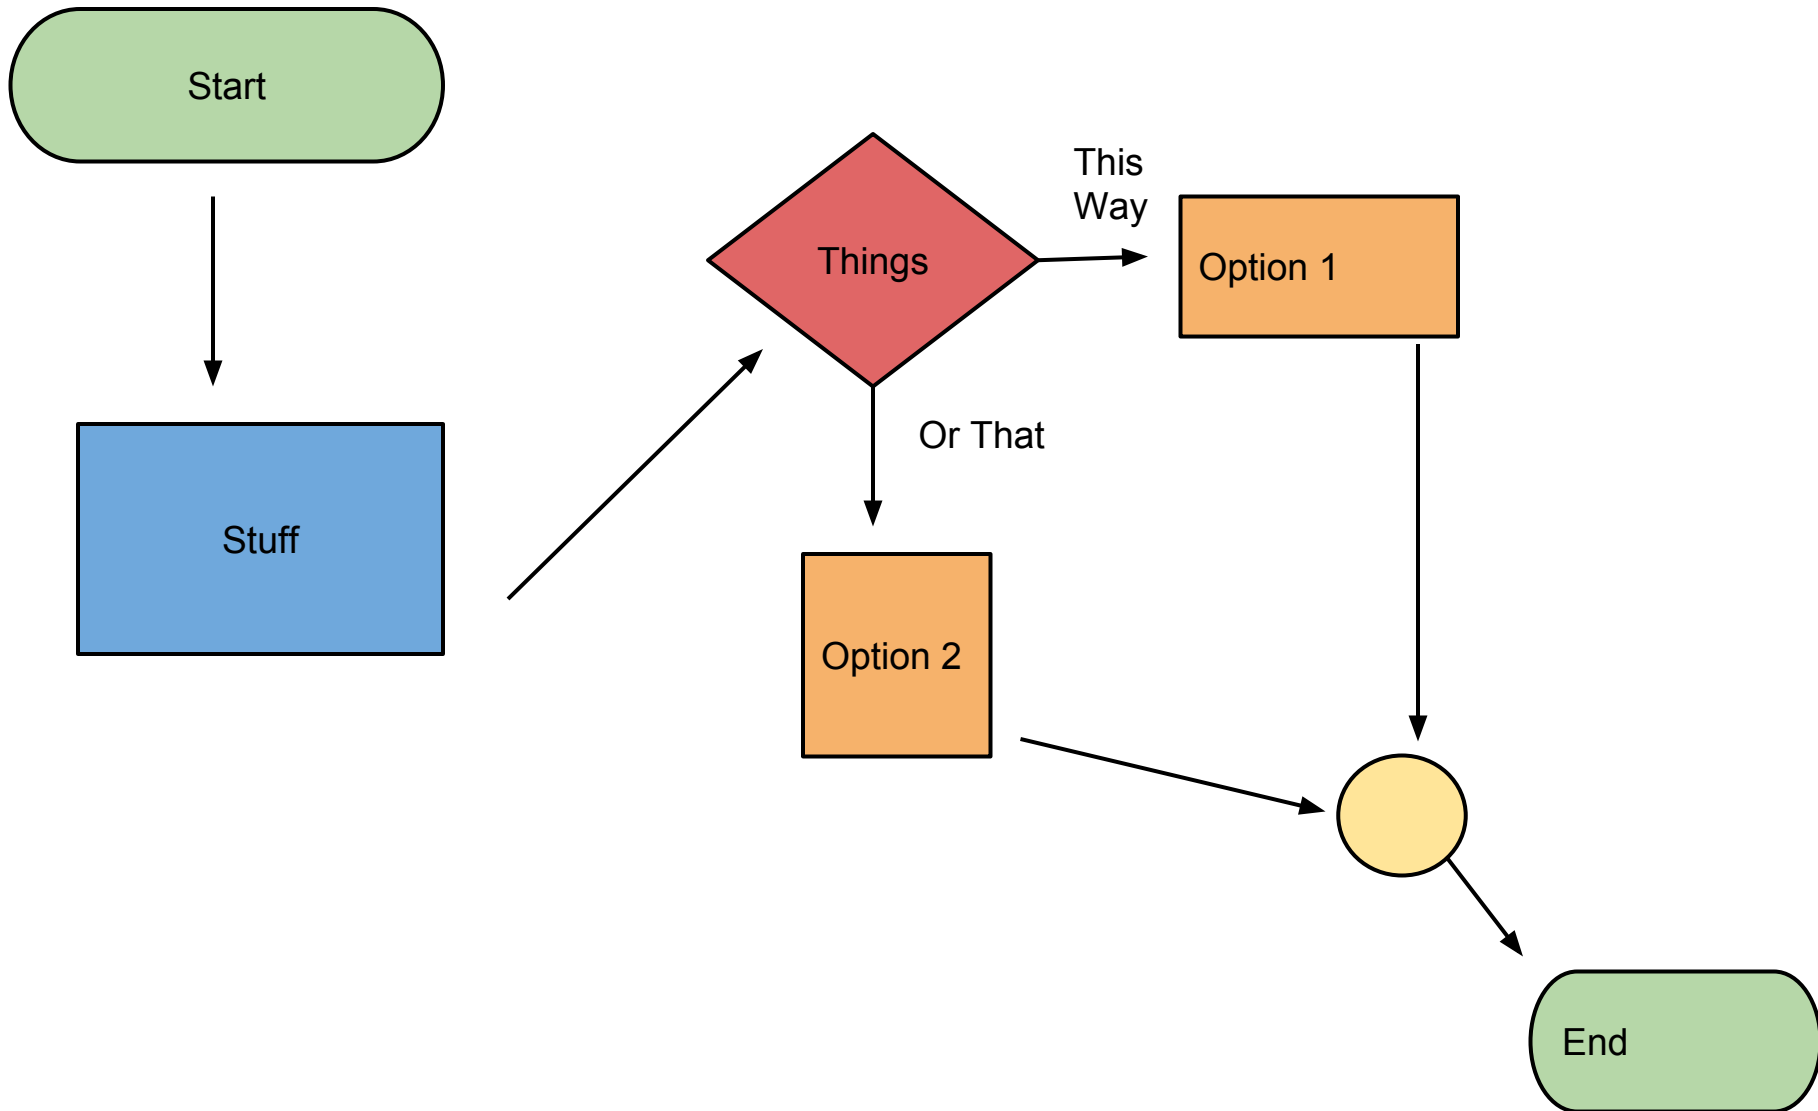 Start
This
Way
Things
Option 1
Or That
Stuff
Option 2
End